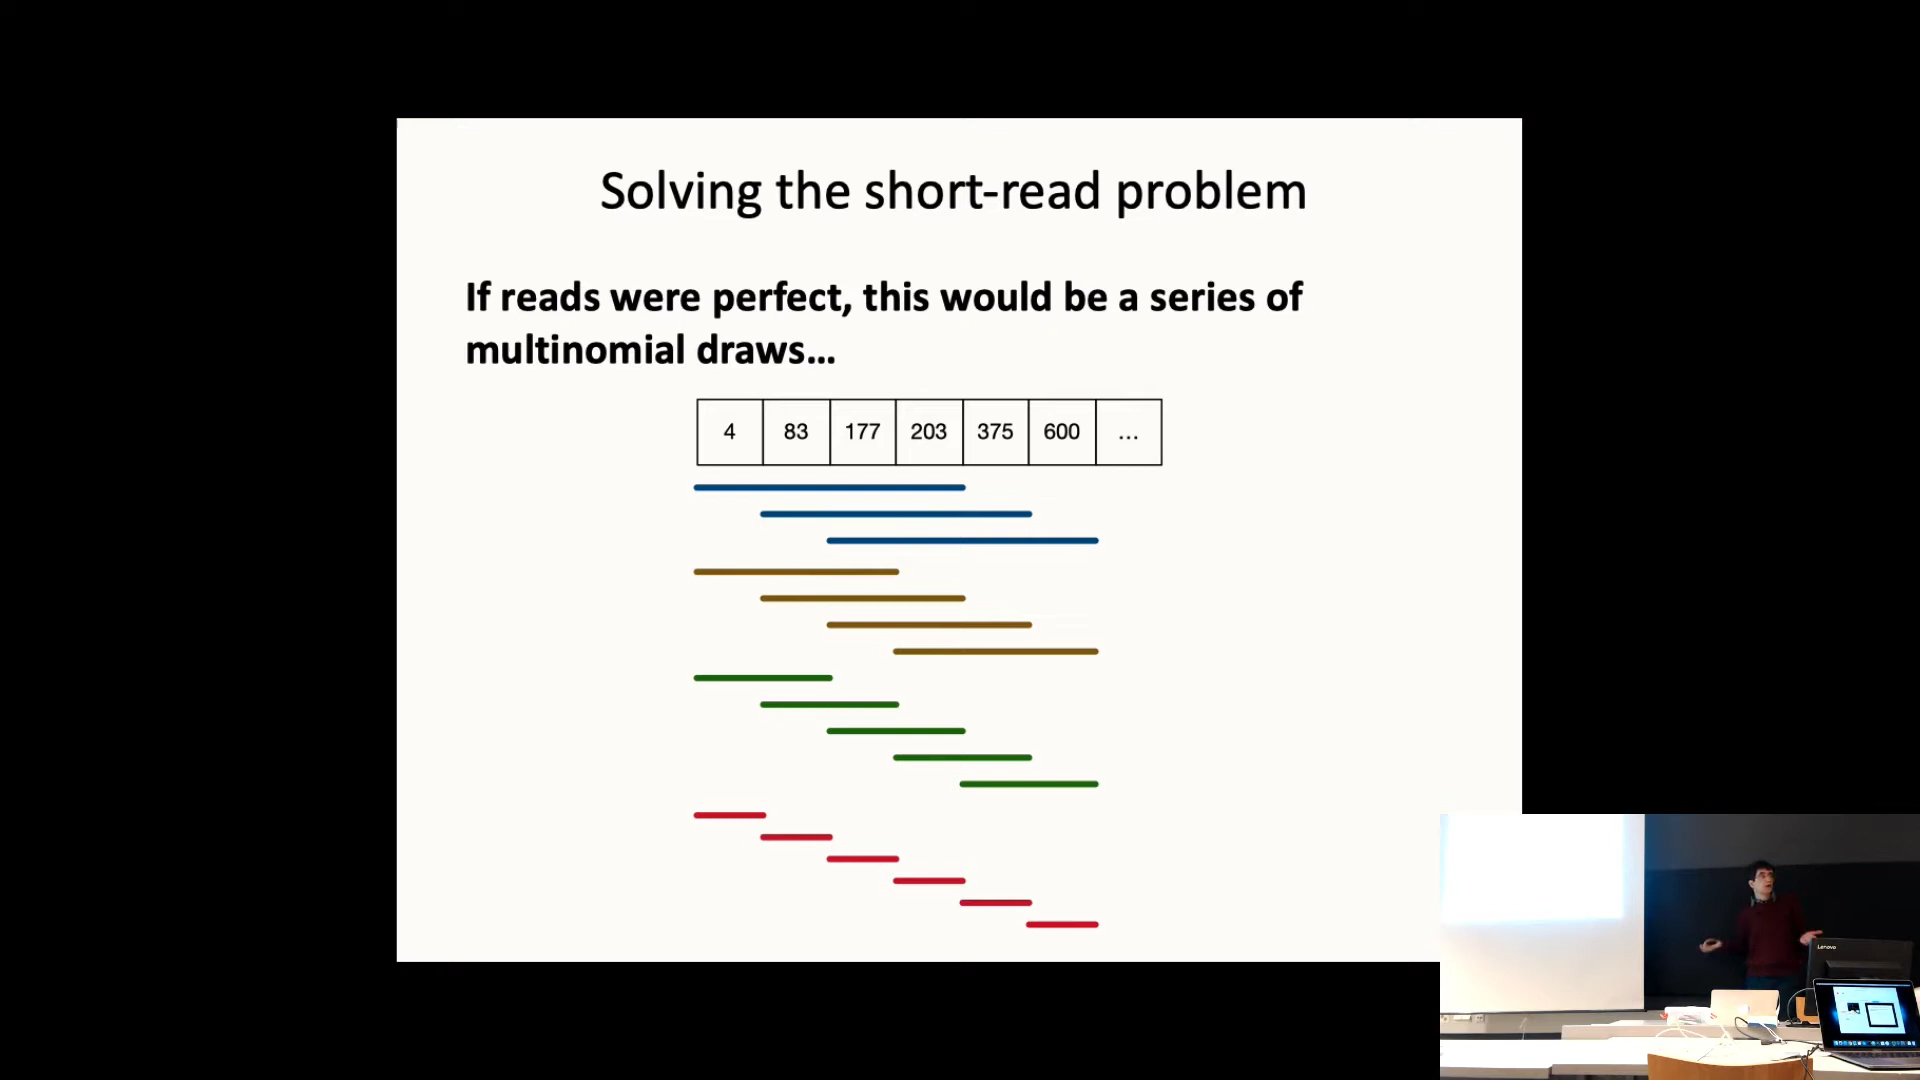 Solving the short-read problem
If reads were perfect, this would be a series of
multinomial draws...
4 83 177 203 375 600 ...
Lenovo